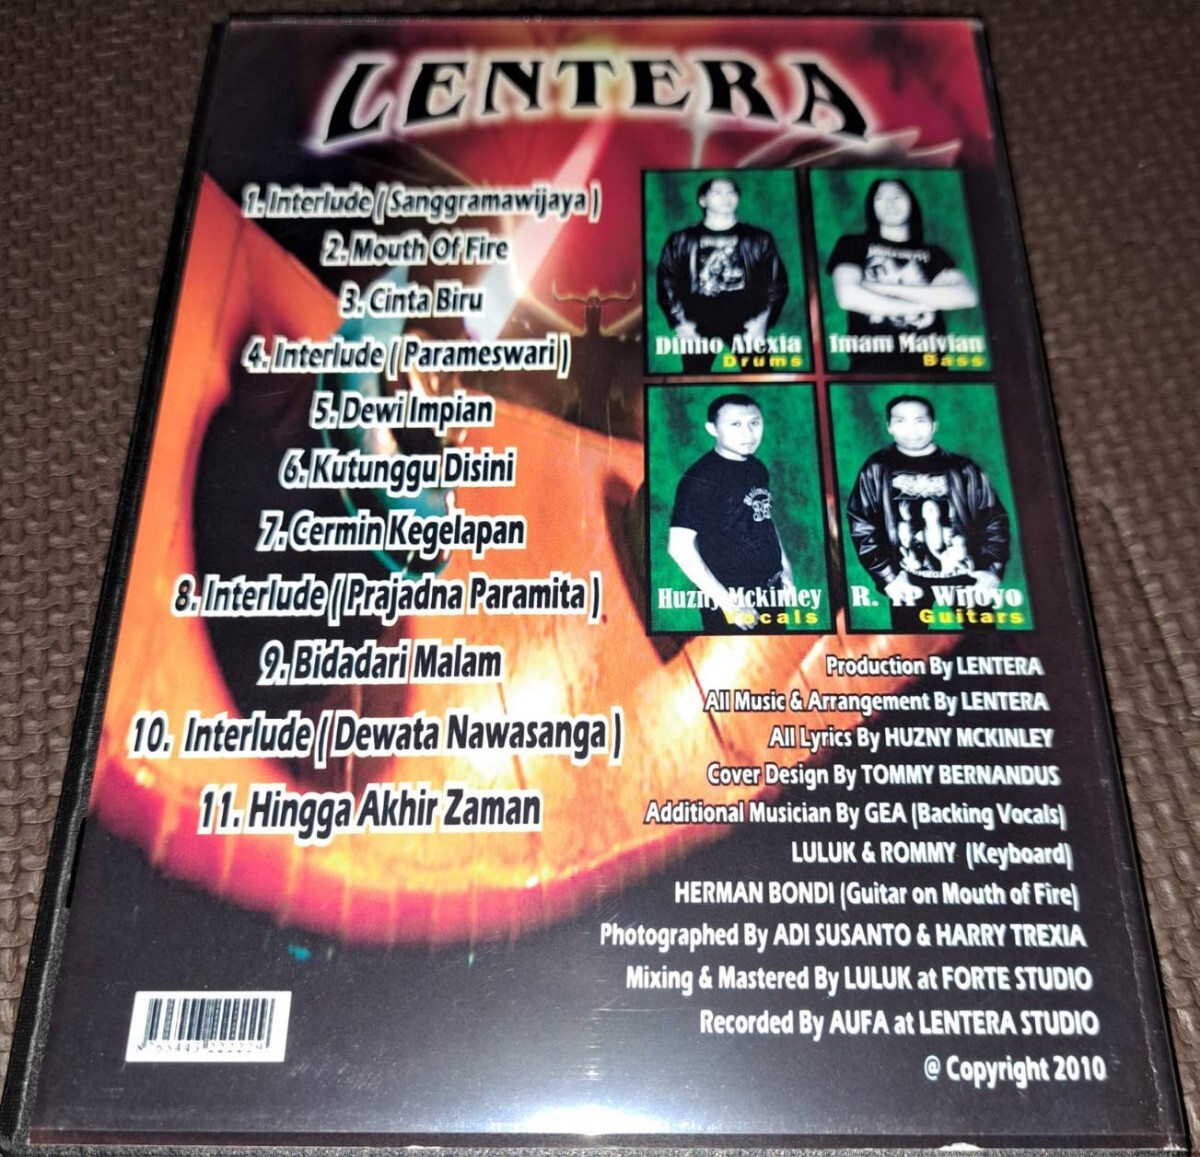 LENTERA
1. Interlude ( Sanggramawijaya )
2. Mouth Of Fire
3. Cinta Biru
4. Interlude ( Parameswari )
5. Dewi Impian
6. Kutunggu Disini
7. Cermin Kegelapan
8. Interlude ( Prajadna Paramita )
9. Bidadari Malam
10. Interlude ( Dewata Nawasanga )
11. Hingga Akhir Zaman
Dinno Alexia
Drums
Imam Malvian
Bass
Huzny Mckinley
Vocals
R. Wijoyo
Guitars
Production By LENTERA
All Music & Arrangement By LENTERA
All Lyrics By HUZNY MCKINLEY
Cover Design By TOMMY BERNANDUS
Additional Musician By GEA (Backing Vocals)
LULUK & ROMMY (Keyboard)
HERMAN BONDI (Guitar on Mouth of Fire)
Photographed By ADI SUSANTO & HARRY TREXIA
Mixing & Mastered By LULUK at FORTE STUDIO
Recorded By AUFA at LENTERA STUDIO
@ Copyright 2010